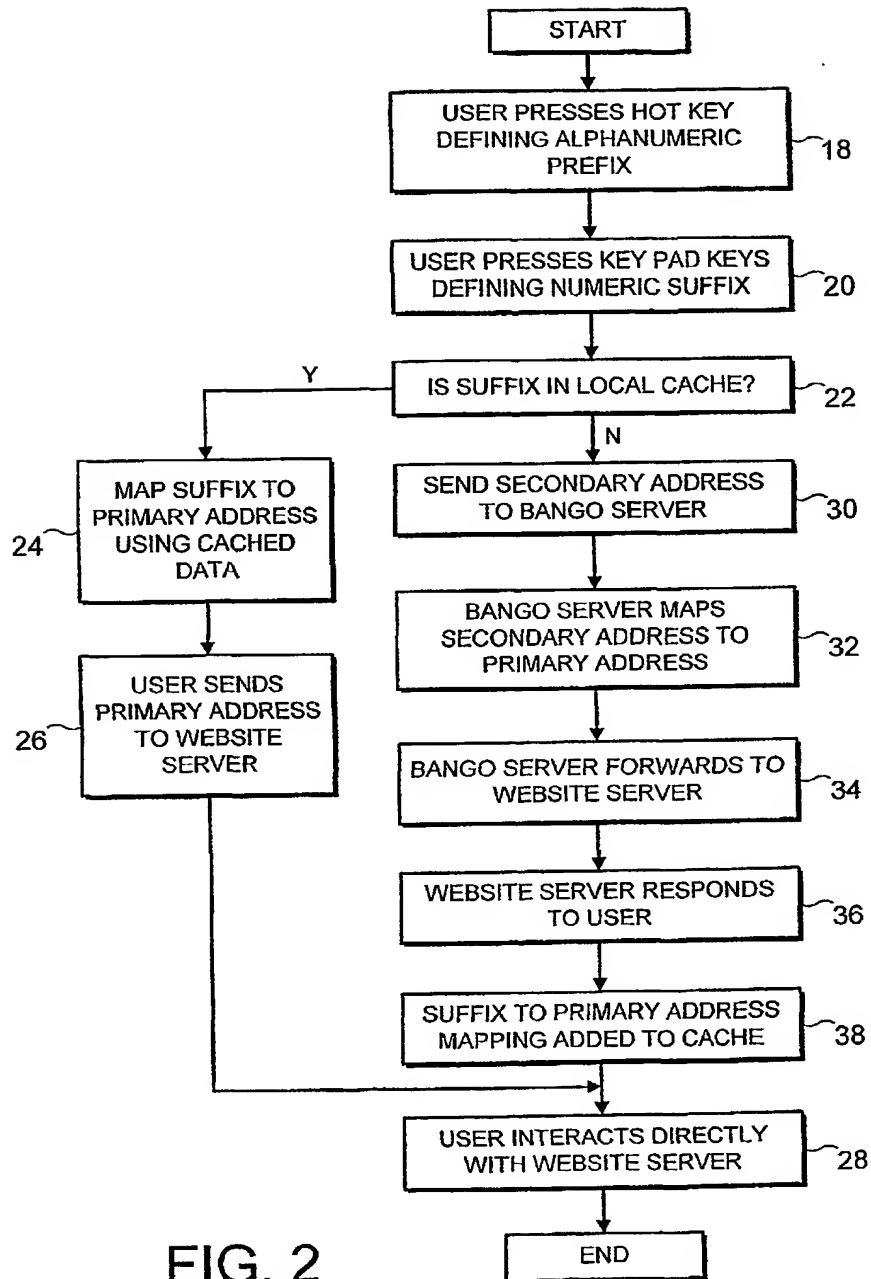 START
USER PRESSES HOT KEY
DEFINING ALPHANUMERIC
PREFIX
18
USER PRESSES KEY PAD KEYS
DEFINING NUMERIC SUFFIX
20
IS SUFFIX IN LOCAL CACHE?
22
Y
N
MAP SUFFIX TO
PRIMARY ADDRESS
USING CACHED
DATA
24
USER SENDS
PRIMARY ADDRESS
TO WEBSITE
SERVER
26
SEND SECONDARY ADDRESS
TO BANGO SERVER
30
BANGO SERVER MAPS
SECONDARY ADDRESS TO
PRIMARY ADDRESS
32
BANGO SERVER FORWARDS TO
WEBSITE SERVER
34
WEBSITE SERVER RESPONDS
TO USER
36
SUFFIX TO PRIMARY ADDRESS
MAPPING ADDED TO CACHE
38
USER INTERACTS DIRECTLY
WITH WEBSITE SERVER
28
END
FIG. 2